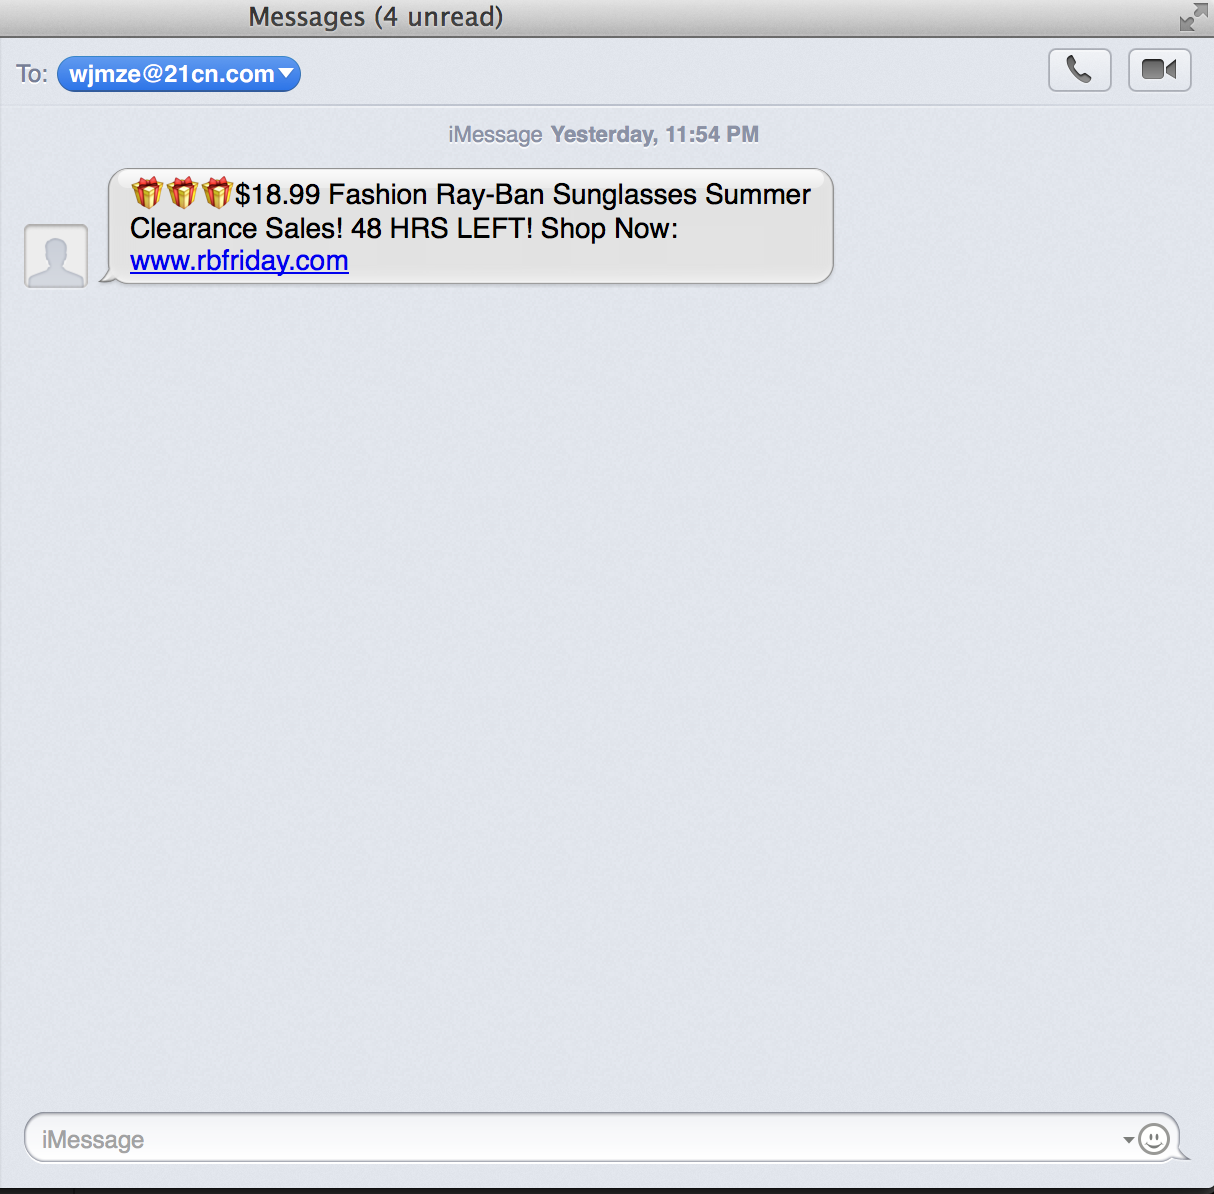 Messages (4 unread)
To: wjmze@21cn.com
iMessage Yesterday, 11:54 PM
🎁🎁🎁$18.99 Fashion Ray-Ban Sunglasses Summer
Clearance Sales! 48 HRS LEFT! Shop Now:
www.rbfriday.com
iMessage